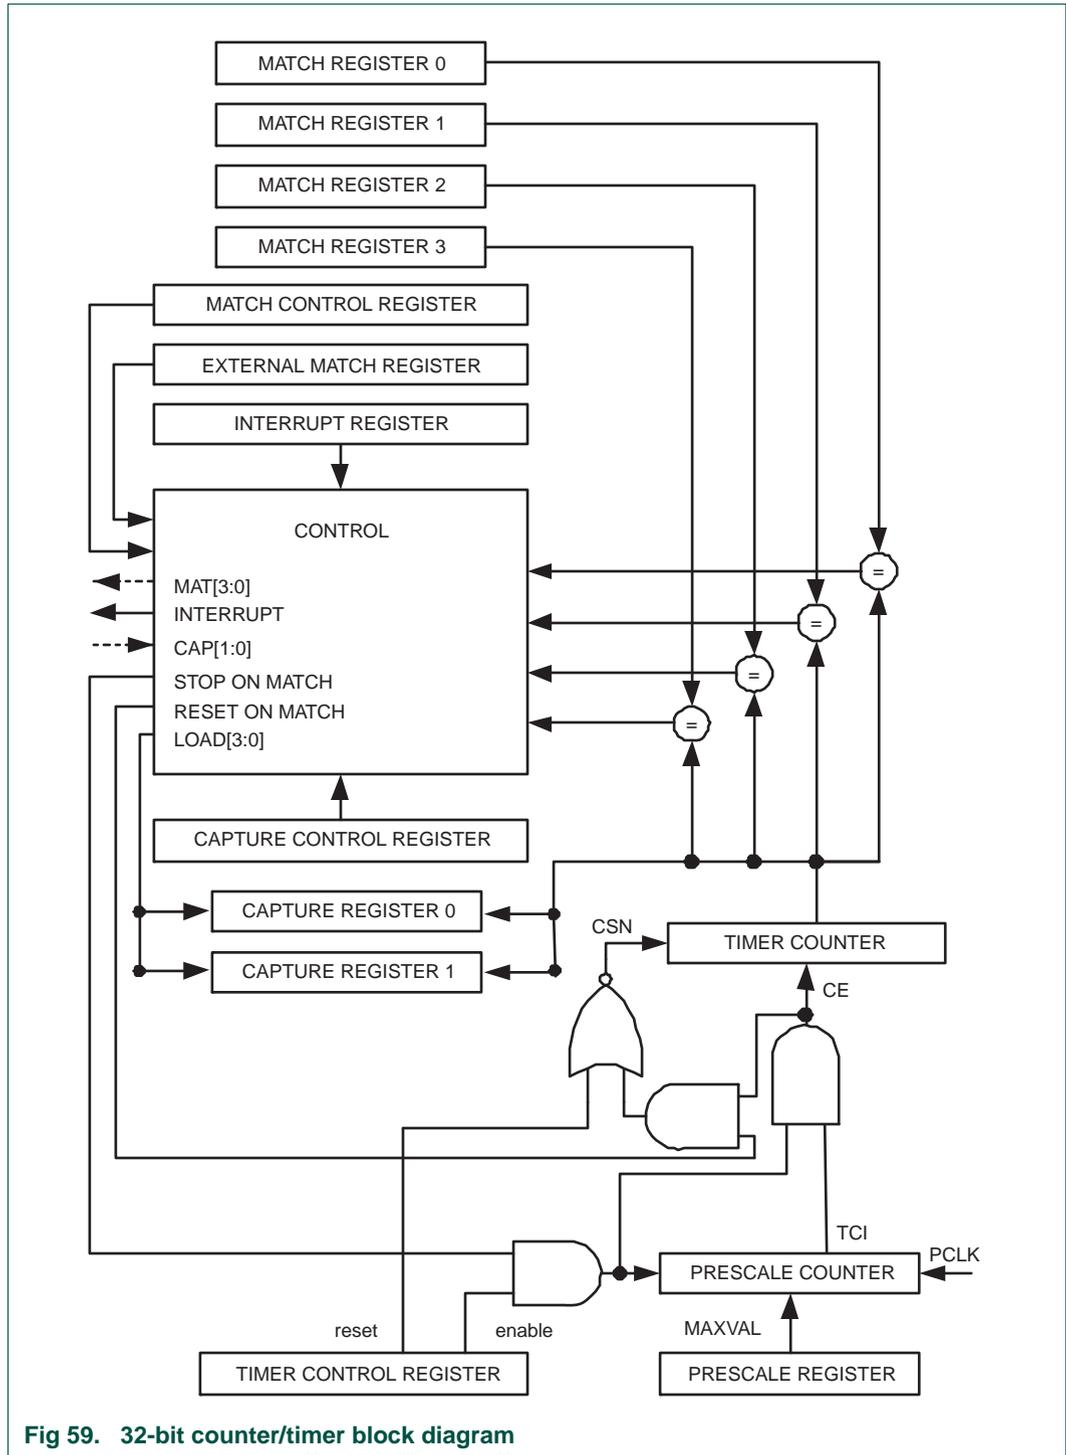 MATCH REGISTER 0
MATCH REGISTER 1
MATCH REGISTER 2
MATCH REGISTER 3
MATCH CONTROL REGISTER
EXTERNAL MATCH REGISTER
INTERRUPT REGISTER
CONTROL
=
=
=
=
MAT[3:0]
INTERRUPT
CAP[1:0]
STOP ON MATCH
RESET ON MATCH
LOAD[3:0]
CAPTURE CONTROL REGISTER
CAPTURE REGISTER 0
CAPTURE REGISTER 1
CSN
TIMER COUNTER
CE
TCI
PCLK
PRESCALE COUNTER
reset
enable
MAXVAL
TIMER CONTROL REGISTER
PRESCALE REGISTER
Fig 59. 32-bit counter/timer block diagram